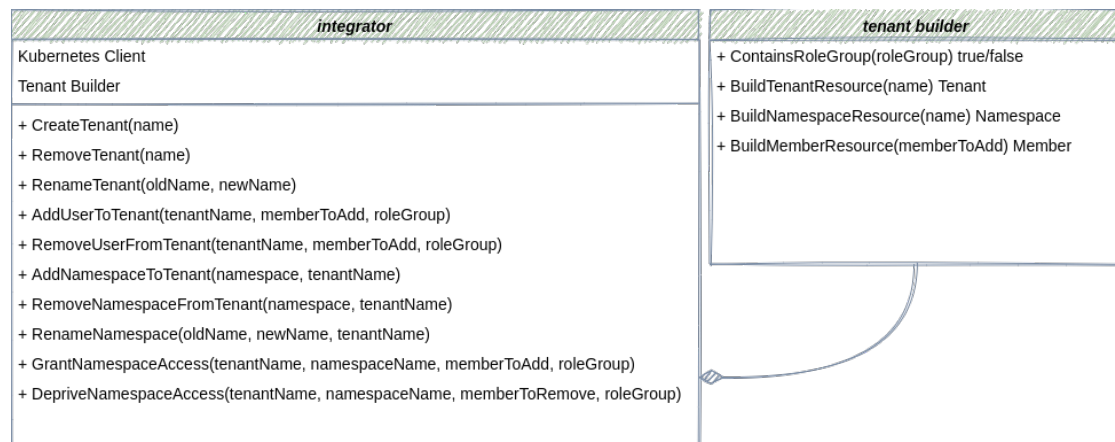 integrator
Kubernetes Client
Tenant Builder
+ CreateTenant(name)
+ RemoveTenant(name)
+ RenameTenant(oldName, newName)
+ AddUserToTenant(tenantName, memberToAdd, roleGroup)
+ RemoveUserFromTenant(tenantName, memberToAdd, roleGroup)
+ AddNamespaceToTenant(namespace, tenantName)
+ RemoveNamespaceFromTenant(namespace, tenantName)
+ RenameNamespace(oldName, newName, tenantName)
+ GrantNamespaceAccess(tenantName, namespaceName, memberToAdd, roleGroup)
+ DepriveNamespaceAccess(tenantName, namespaceName, memberToRemove, roleGroup)
tenant builder
+ ContainsRoleGroup(roleGroup) true/false
+ BuildTenantResource(name) Tenant
+ BuildNamespaceResource(name) Namespace
+ BuildMemberResource(memberToAdd) Member